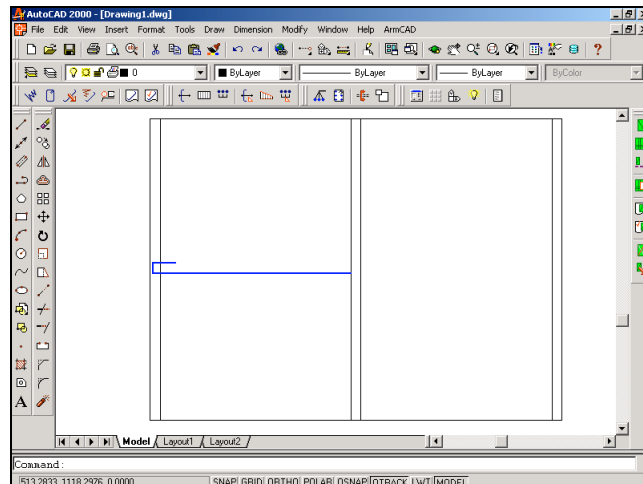 AutoCAD 2000 - [Drawing1.dwg]
File Edit View Insert Format Tools Draw Dimension Modify Window Help ArmCAD
0 ByLayer ByLayer ByLayer ByColor
A
Model Layout1 Layout2
Command:
513.2833, 1118.2976, 0.0000 SNAP GRID ORTHO POLAR OSNAP OTRACK LWT MODEL